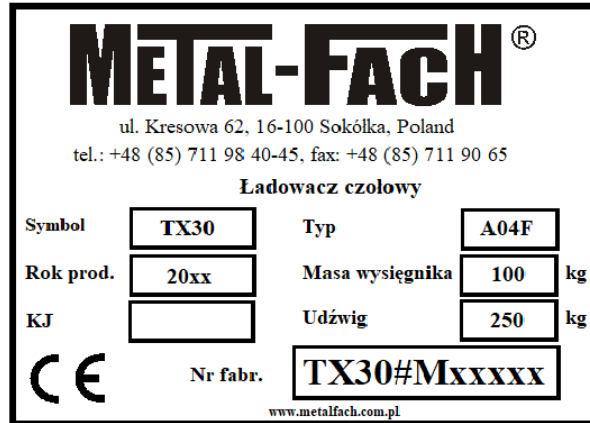 METAL-FACH®
ul. Kresowa 62, 16-100 Sokółka, Poland
tel.: +48 (85) 711 98 40-45, fax: +48 (85) 711 90 65
Ładowacz czołowy
Symbol TX30 Typ A04F
Rok prod. 20xx Masa wysięgnika 100 kg
KJ Udźwig 250 kg
CE Nr fabr. TX30#Mxxxxx
www.metalfach.com.pl